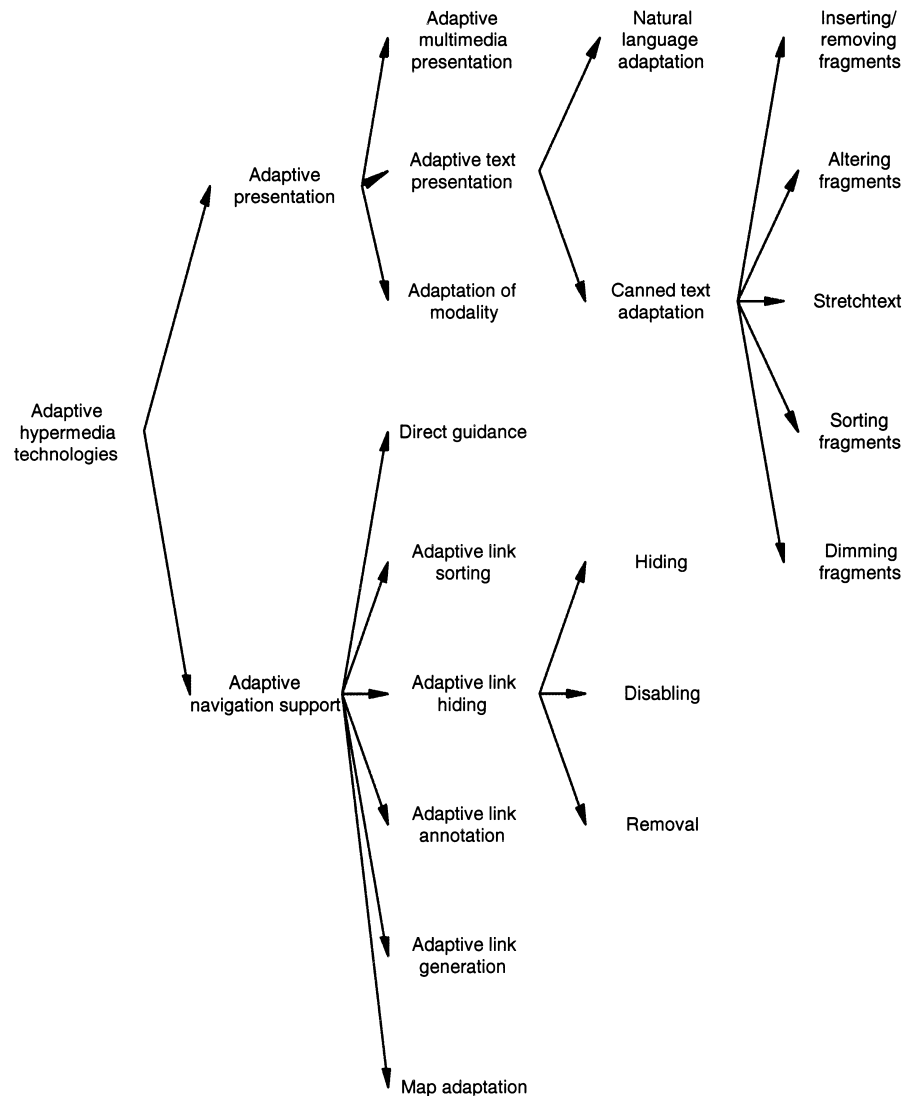 Adaptive
multimedia
presentation
Natural
language
adaptation
Inserting/
removing
fragments
Adaptive
presentation
Adaptive text
presentation
Altering
fragments
Adaptation of
modality
Canned text
adaptation
Stretchtext
Adaptive
hypermedia
technologies
Direct guidance
Sorting
fragments
Adaptive link
sorting
Hiding
Dimming
fragments
Adaptive
navigation support
Adaptive link
hiding
Disabling
Adaptive link
annotation
Removal
Adaptive link
generation
Map adaptation